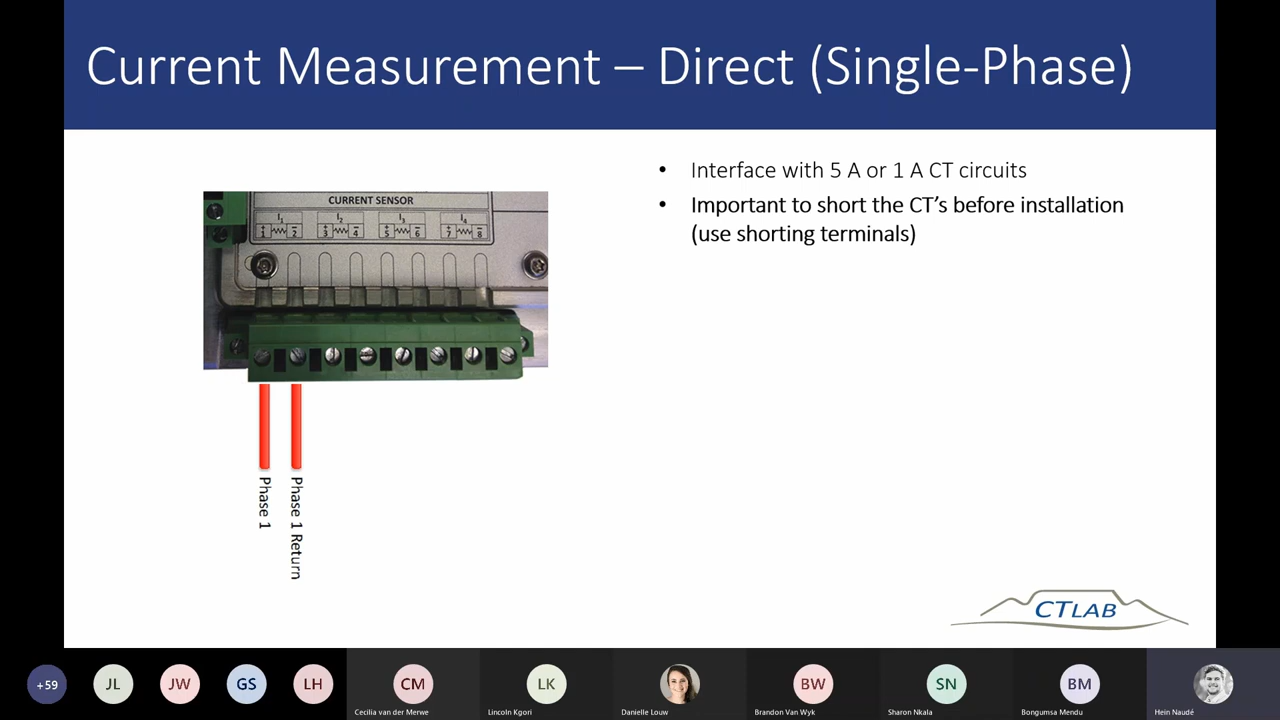 Current Measurement – Direct (Single-Phase)
• Interface with 5 A or 1 A CT circuits
• Important to short the CT’s before installation
(use shorting terminals)
CURRENT SENSOR
I1 I2 I3 I4
+ − + − + − + −
1 2 3 4 5 6 7 8
Phase 1
Phase 1 Return
CTLAB
+59 JL JW GS LH CM LK BW SN BM
Cecilia van der Merwe Lincoln Kgori Danielle Louw Brandon Van Wyk Sharon Nkala Bongumsa Mendu Hein Naudé